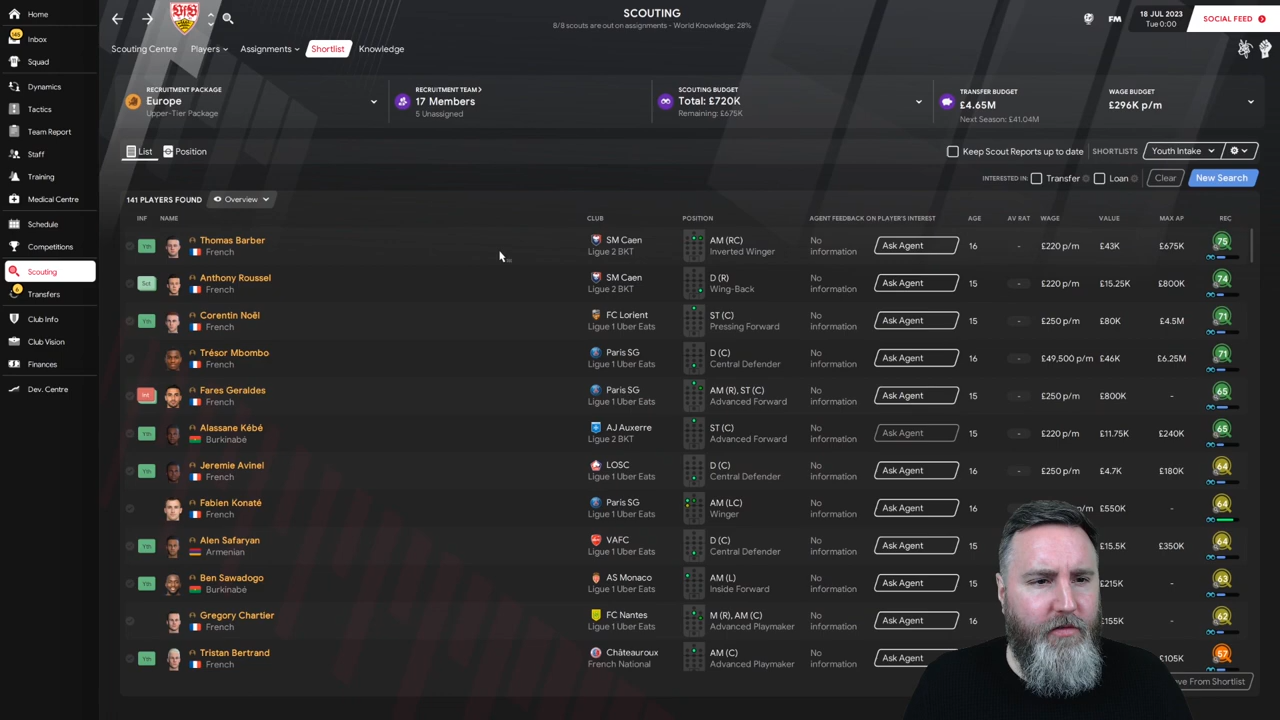 SCOUTING
8/8 scouts are out on assignments - World Knowledge: 28%
18 JUL 2023
Tue 0:00
FM
SOCIAL FEED
Home
145
Inbox
Squad
Dynamics
Tactics
Team Report
Staff
Training
Medical Centre
Schedule
Competitions
Scouting
6
Transfers
Club Info
Club Vision
Finances
Dev. Centre
Scouting Centre Players Assignments Shortlist Knowledge
RECRUITMENT PACKAGE
Europe
Upper-Tier Package
RECRUITMENT TEAM
17 Members
5 Unassigned
SCOUTING BUDGET
Total: £720K
Remaining: £675K
TRANSFER BUDGET
£4.65M
Next Season: £41.04M
WAGE BUDGET
£296K p/m
List Position
Keep Scout Reports up to date SHORTLISTS Youth Intake
INTERESTED IN: Transfer Loan Clear New Search
141 PLAYERS FOUND Overview
INF NAME CLUB POSITION AGENT FEEDBACK ON PLAYER'S INTEREST AGE AV RAT WAGE VALUE MAX AP REC
Yth Thomas Barber SM Caen AM (RC) No Ask Agent 16 - £220 p/m £43K £675K 75
French Ligue 2 BKT Inverted Winger information
Sct Anthony Roussel SM Caen D (R) No Ask Agent 15 - £220 p/m £15.25K £800K 74
French Ligue 2 BKT Wing-Back information
Yth Corentin Noël FC Lorient ST (C) No Ask Agent 15 - £250 p/m £80K £4.5M 71
French Ligue 1 Uber Eats Pressing Forward information
Yth Trésor Mbombo Paris SG D (C) No Ask Agent 16 - £49,500 p/m £46K £6.25M 71
French Ligue 1 Uber Eats Central Defender information
Int Fares Geraldes Paris SG AM (R), ST (C) No Ask Agent 15 - £250 p/m £800K - 65
French Ligue 1 Uber Eats Advanced Forward information
Yth Alassane Kébé AJ Auxerre ST (C) No Ask Agent 15 - £220 p/m £11.75K £240K 65
Burkinabé Ligue 2 BKT Advanced Forward information
Yth Jeremie Avinel LOSC D (C) No Ask Agent 16 - £250 p/m £4.7K £180K 64
French Ligue 1 Uber Eats Central Defender information
Fabien Konaté Paris SG AM (LC) No Ask Agent 16 £550K - 64
French Ligue 1 Uber Eats Winger information
Yth Alen Safaryan VAFC D (C) No Ask Agent 15 £15.5K £350K 64
Armenian Ligue 2 BKT Central Defender information
Yth Ben Sawadogo AS Monaco AM (L) No Ask Agent 15 £215K - 63
Burkinabé Ligue 1 Uber Eats Inside Forward information
Gregory Chartier FC Nantes M (R), AM (C) No Ask Agent 16 £155K - 62
French Ligue 1 Uber Eats Advanced Playmaker information
Yth Tristan Bertrand Châteauroux AM (C) No Ask Agent £105K 57
French French National Advanced Playmaker information
From Shortlist